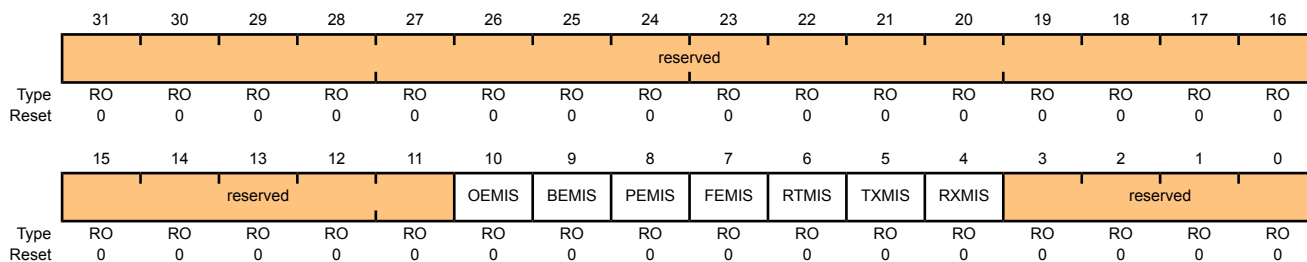 31 30 29 28 27 26 25 24 23 22 21 20 19 18 17 16
reserved
Type RO RO RO RO RO RO RO RO RO RO RO RO RO RO RO RO
Reset 0 0 0 0 0 0 0 0 0 0 0 0 0 0 0 0
15 14 13 12 11 10 9 8 7 6 5 4 3 2 1 0
reserved OEMIS BEMIS PEMIS FEMIS RTMIS TXMIS RXMIS reserved
Type RO RO RO RO RO RO RO RO RO RO RO RO RO RO RO RO
Reset 0 0 0 0 0 0 0 0 0 0 0 0 0 0 0 0